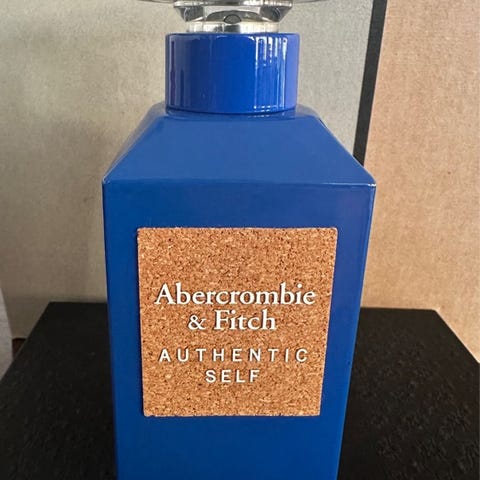 Abercrombie
& Fitch
AUTHENTIC
SELF